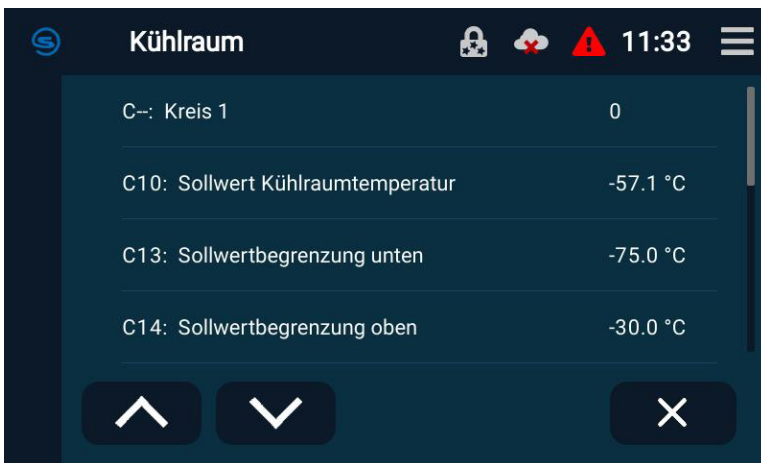 Kühlraum 11:33
C--: Kreis 1 0
C10: Sollwert Kühlraumtemperatur -57.1 °C
C13: Sollwertbegrenzung unten -75.0 °C
C14: Sollwertbegrenzung oben -30.0 °C